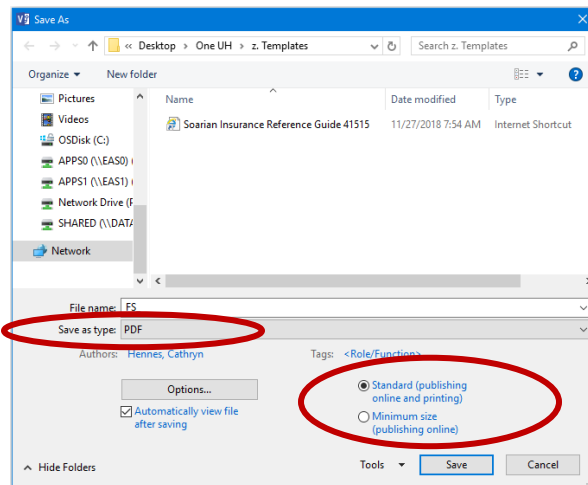 Save As
« Desktop › One UH › z. Templates
Search z. Templates
Organize
New folder
Name
Date modified
Type
Pictures
Videos
OSDisk (C:)
APPS0 (\\EAS0) (
APPS1 (\\EAS1) (
Network Drive (F
SHARED (\\DATA
Network
Soarian Insurance Reference Guide 41515
11/27/2018 7:54 AM
Internet Shortcut
File name: FS
Save as type: PDF
Authors: Hennes, Cathryn
Tags: <Role/Function>
Options...
Automatically view file
after saving
Standard (publishing
online and printing)
Minimum size
(publishing online)
Hide Folders
Tools
Save
Cancel